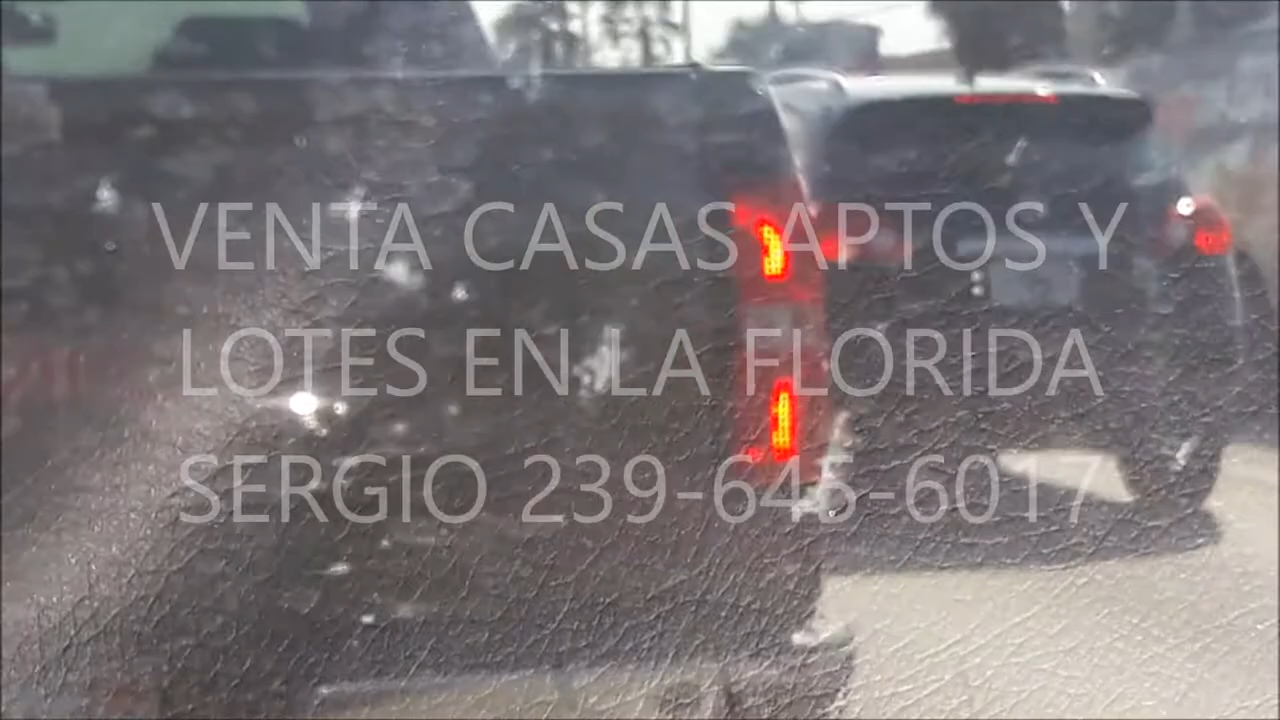 VENTA CASAS APTOS Y
LOTES EN LA FLORIDA
SERGIO 239-645-6017